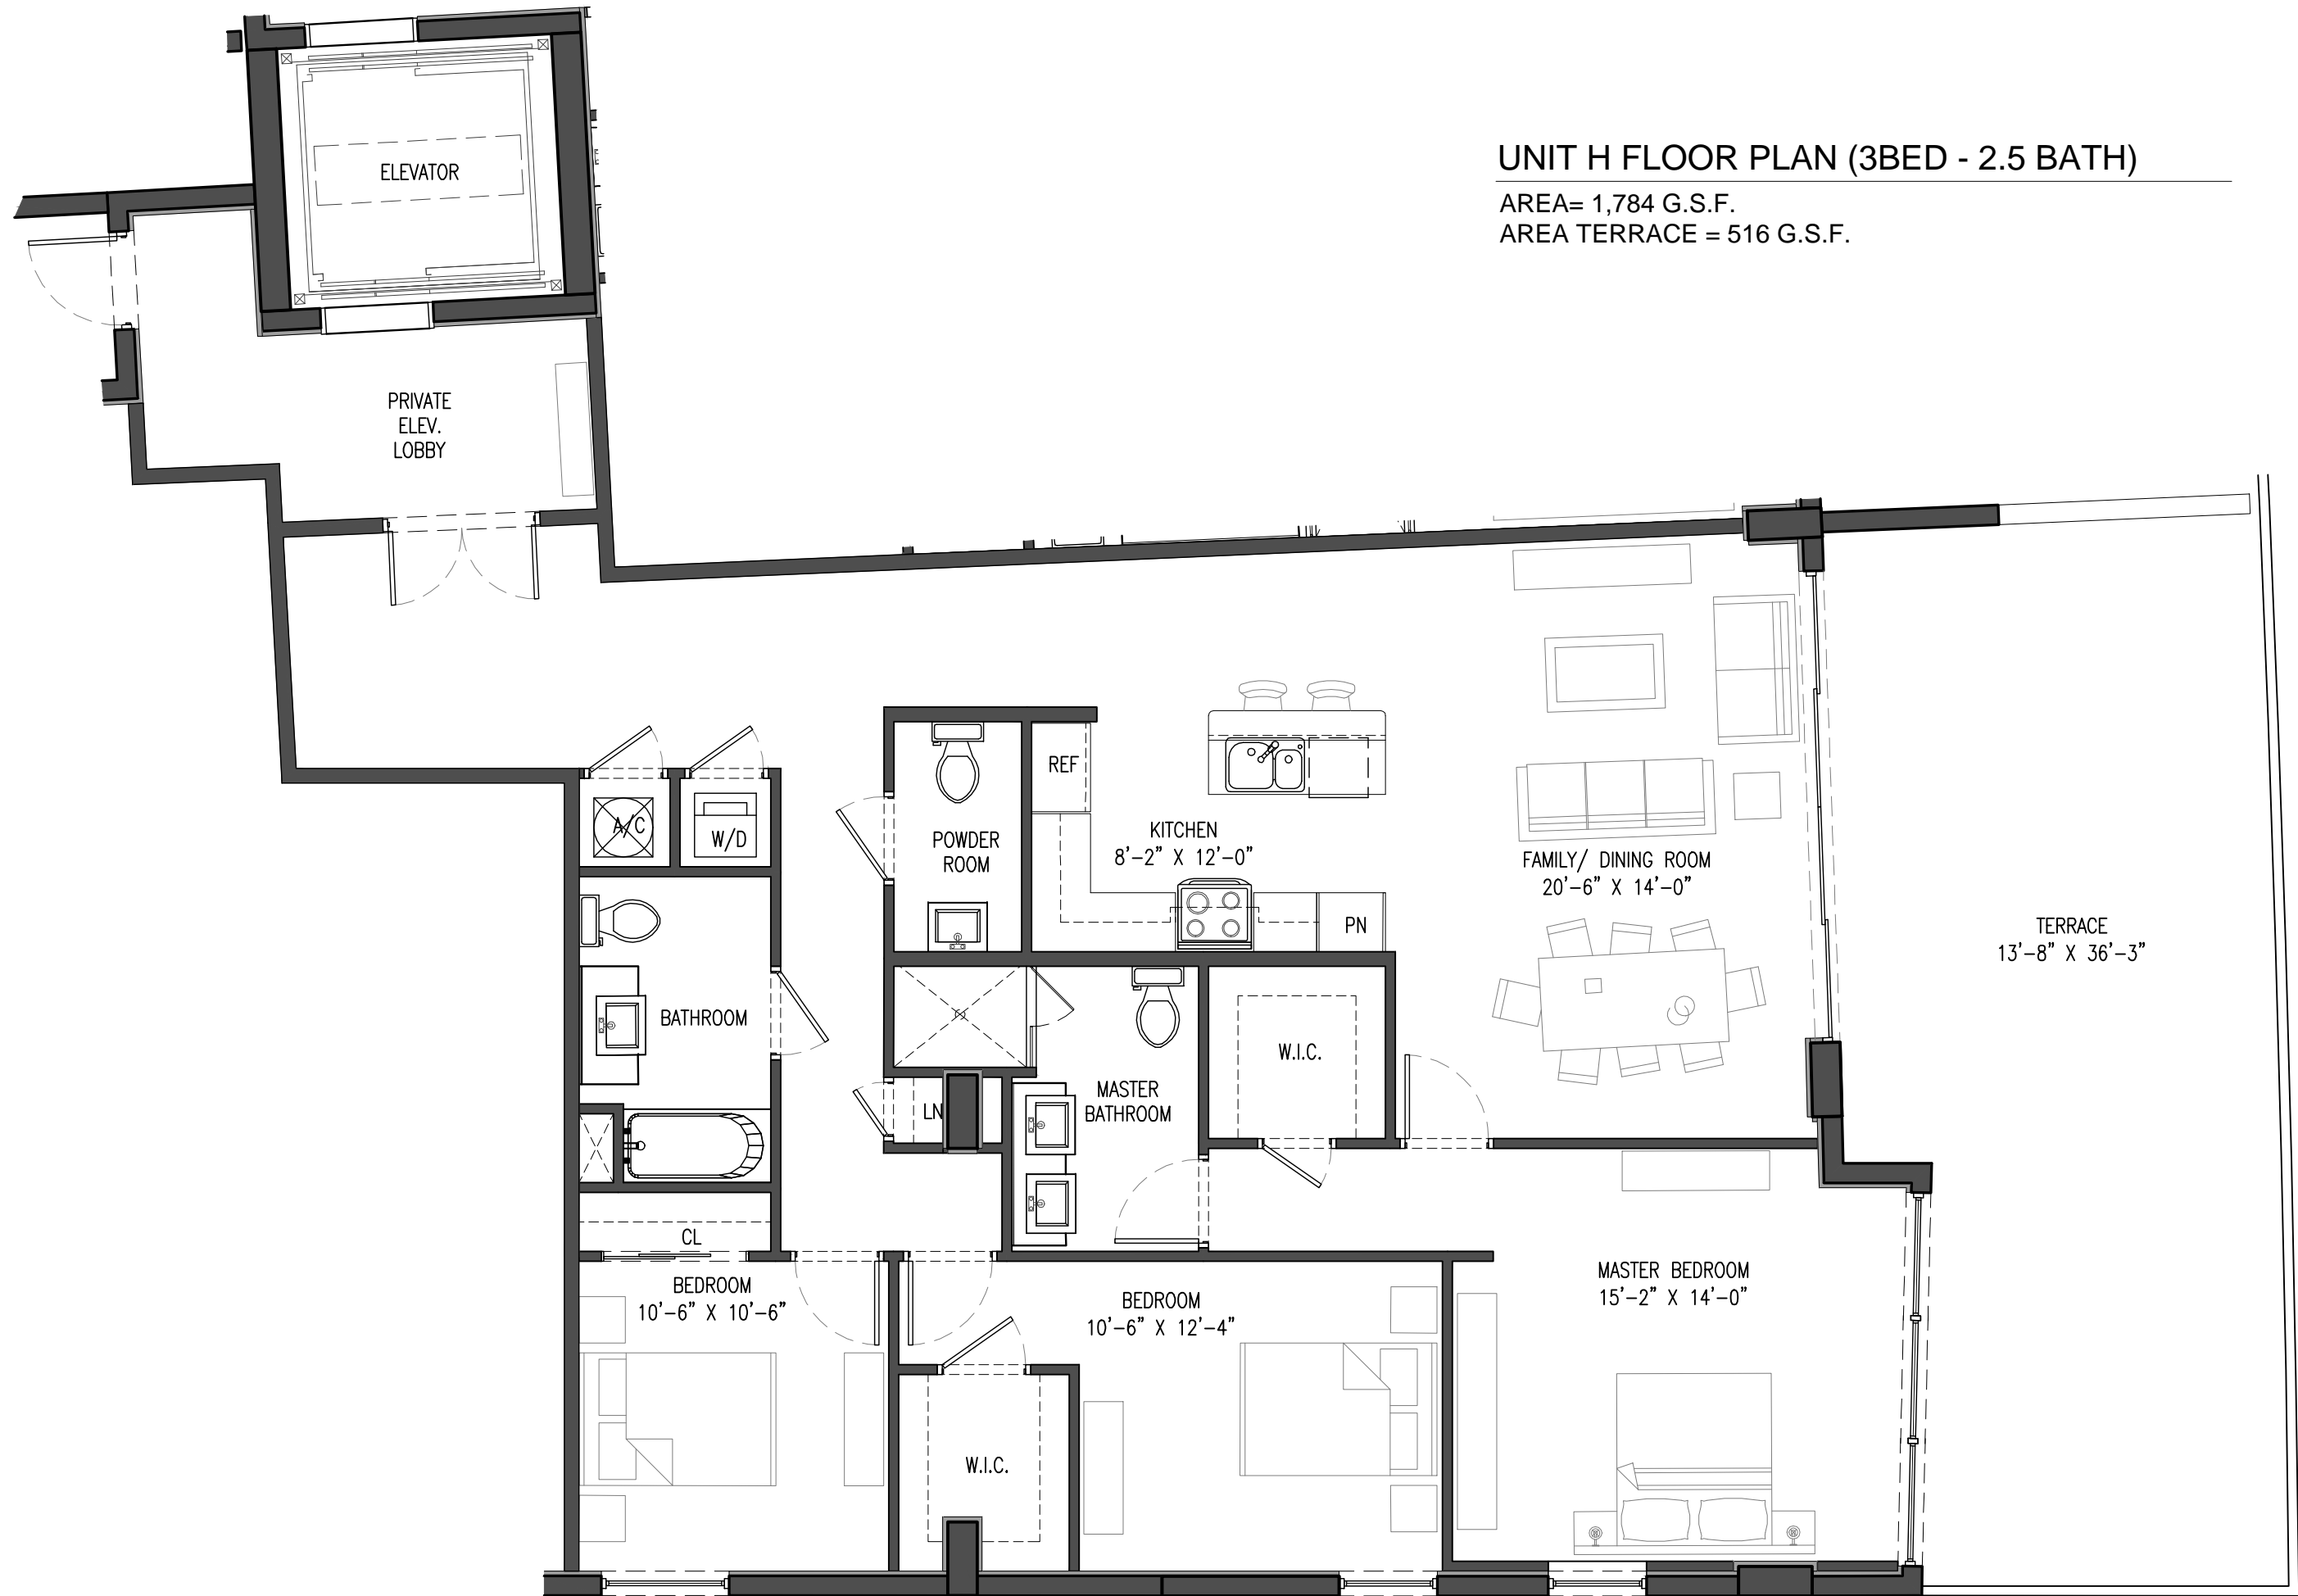 UNIT H FLOOR PLAN (3BED - 2.5 BATH)
AREA= 1,784 G.S.F.
AREA TERRACE = 516 G.S.F.
ELEVATOR
PRIVATE
ELEV.
LOBBY
REF
A/C
W/D
POWDER
ROOM
KITCHEN
8'-2" X 12'-0"
FAMILY/ DINING ROOM
20'-6" X 14'-0"
PN
TERRACE
13'-8" X 36'-3"
BATHROOM
W.I.C.
LN
MASTER
BATHROOM
CL
BEDROOM
10'-6" X 10'-6"
BEDROOM
10'-6" X 12'-4"
MASTER BEDROOM
15'-2" X 14'-0"
W.I.C.